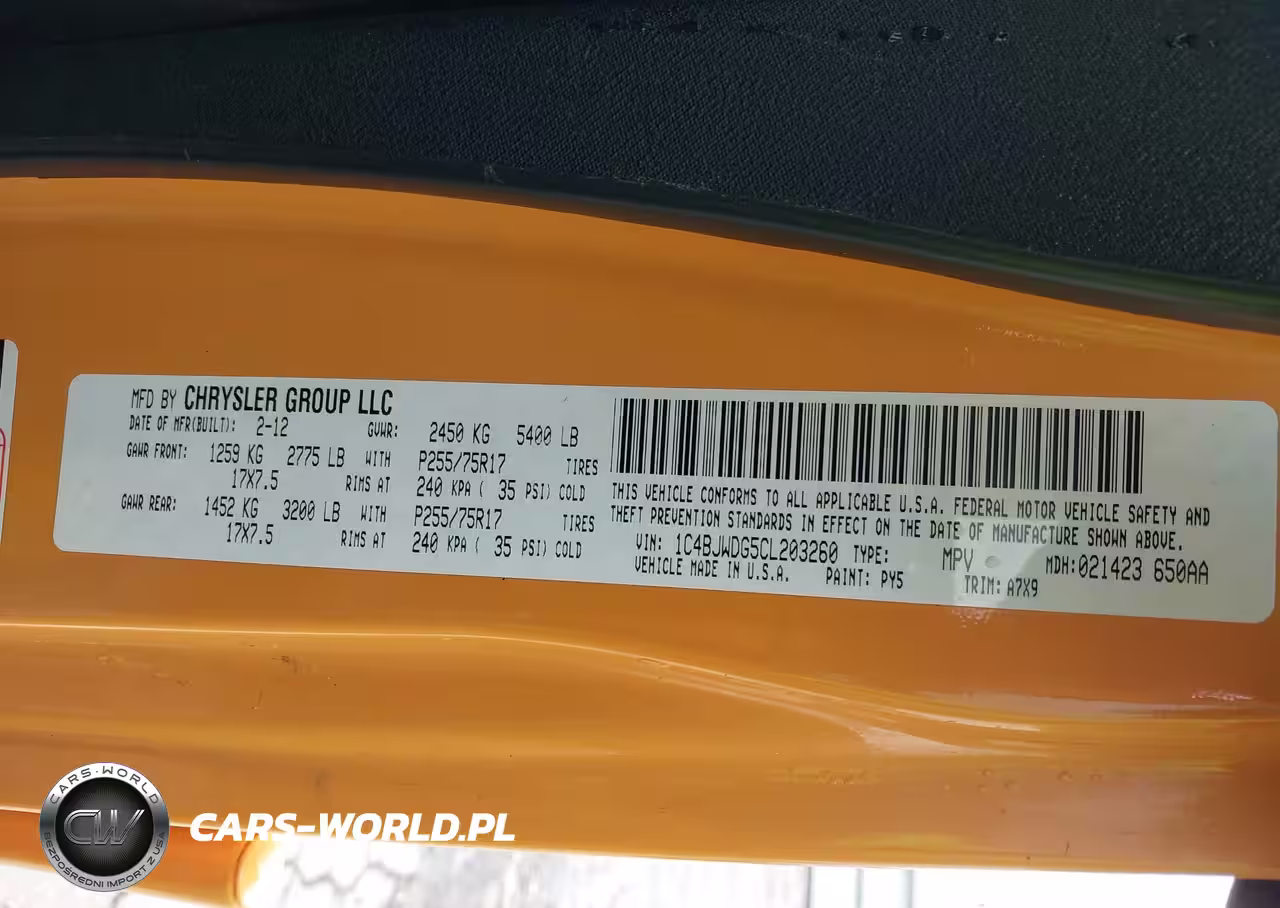 MFD BY CHRYSLER GROUP LLC
DATE OF MFR(BUILT): 2-12 GVWR: 2450 KG 5400 LB
GAWR FRONT: 1259 KG 2775 LB WITH P255/75R17 TIRES
17X7.5 RIMS AT 240 KPA ( 35 PSI) COLD
GAWR REAR: 1452 KG 3200 LB WITH P255/75R17 TIRES
17X7.5 RIMS AT 240 KPA ( 35 PSI) COLD
THIS VEHICLE CONFORMS TO ALL APPLICABLE U.S.A. FEDERAL MOTOR VEHICLE SAFETY AND
THEFT PREVENTION STANDARDS IN EFFECT ON THE DATE OF MANUFACTURE SHOWN ABOVE.
VIN: 1C4BJWDG5CL203260 TYPE: MPV MDH:021423 650AA
VEHICLE MADE IN U.S.A. PAINT: PY5 TRIM: A7X9
CARS-WORLD
CW
BEZPOŚREDNI IMPORT Z USA
CARS-WORLD.PL